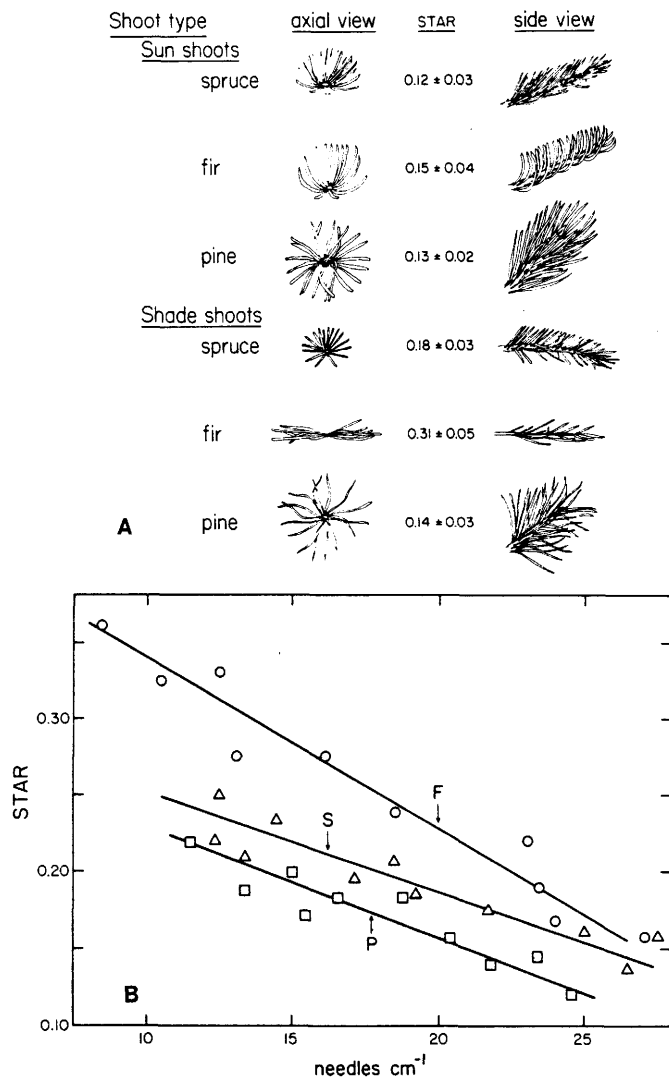 Shoot type axial view STAR side view
Sun shoots
spruce 0.12 ± 0.03
fir 0.15 ± 0.04
pine 0.13 ± 0.02
Shade shoots
spruce 0.18 ± 0.03
fir 0.31 ± 0.05
pine 0.14 ± 0.03
A
0.30
F
S
STAR
0.20
P
B
0.10
10 15 20 25
needles cm⁻¹